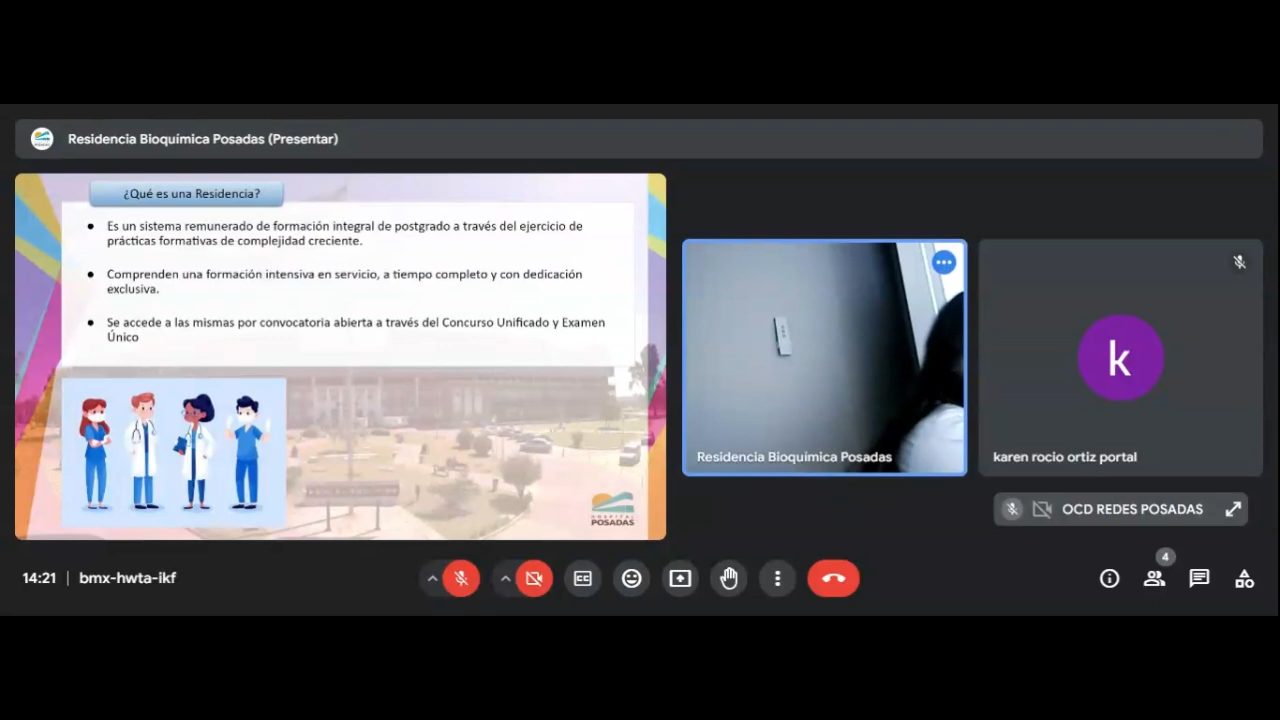 Residencia Bioquímica Posadas (Presentar)
¿Qué es una Residencia?
● Es un sistema remunerado de formación integral de postgrado a través del ejercicio de
prácticas formativas de complejidad creciente.
● Comprenden una formación intensiva en servicio, a tiempo completo y con dedicación
exclusiva.
● Se accede a las mismas por convocatoria abierta a través del Concurso Unificado y Examen
Único
HOSPITAL
POSADAS
Residencia Bioquímica Posadas
k
karen rocio ortiz portal
OCD REDES POSADAS
14:21 | bmx-hwta-ikf
CC
4